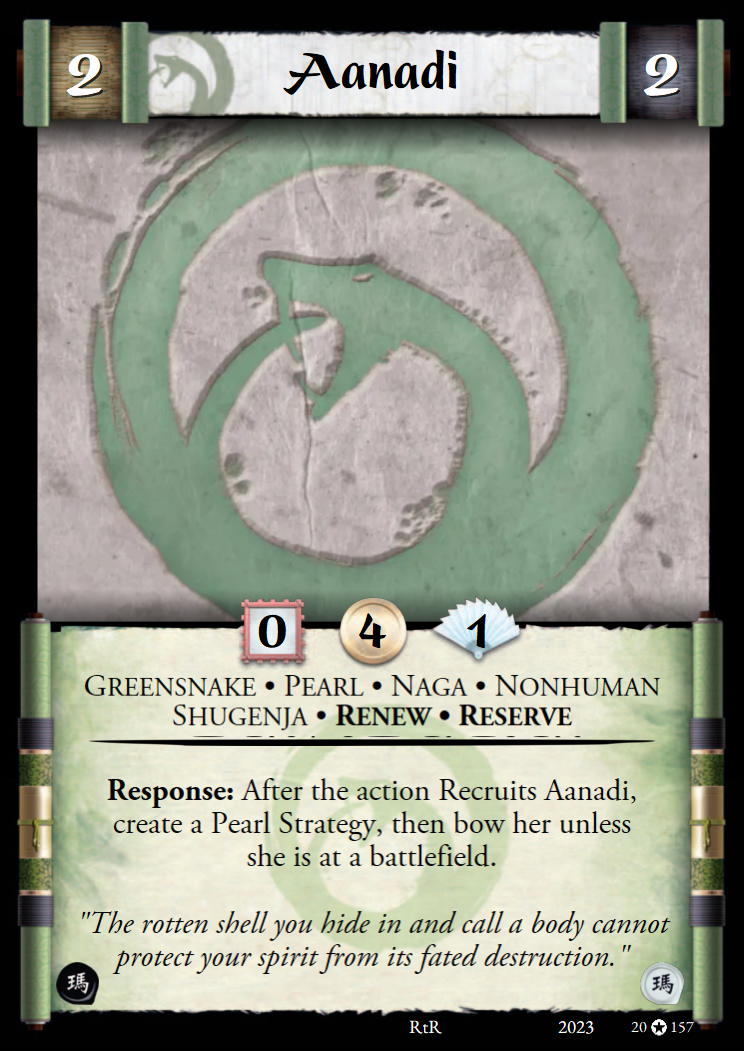 2
Aanadi
2
0
4
1
GREENSNAKE • PEARL • NAGA • NONHUMAN
SHUGENJA • RENEW • RESERVE
Response: After the action Recruits Aanadi,
create a Pearl Strategy, then bow her unless
she is at a battlefield.
"The rotten shell you hide in and call a body cannot
protect your spirit from its fated destruction."
瑪
瑪
RtR
2023
20 ✪ 157